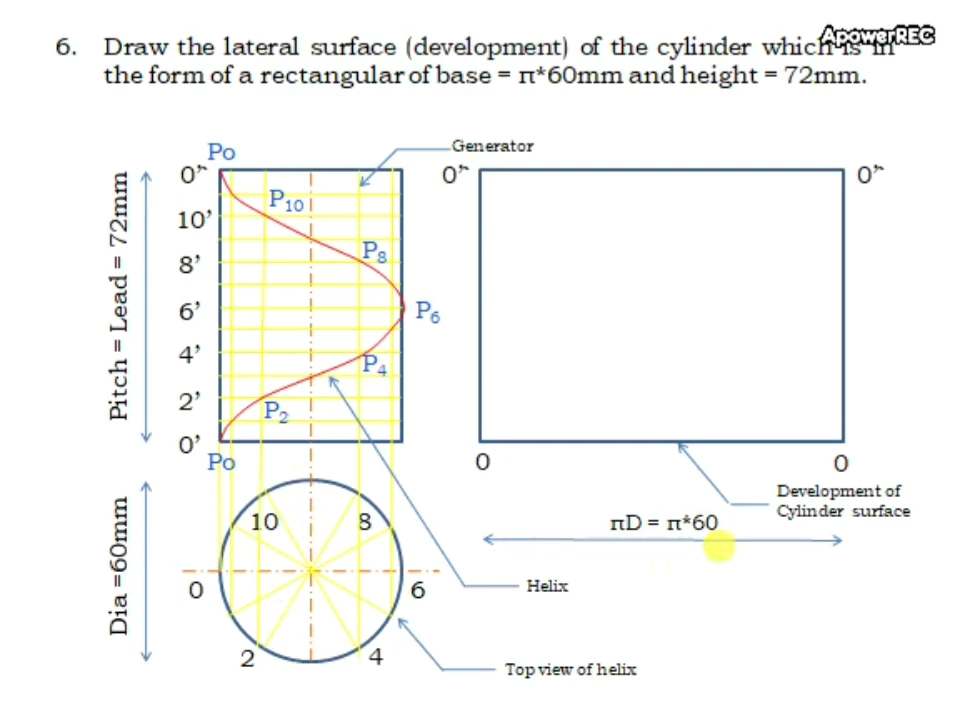 ApowerREC
6. Draw the lateral surface (development) of the cylinder which is in
the form of a rectangular of base = π*60mm and height = 72mm.
Po
Generator
0”
0”
0”
P10
10’
P8
8’
6’
P6
4’
P4
2’
P2
0’
Po
0
0
Pitch = Lead = 72mm
Development of
Cylinder surface
πD = π*60
10
8
0
6
Helix
Dia =60mm
2
4
Top view of helix